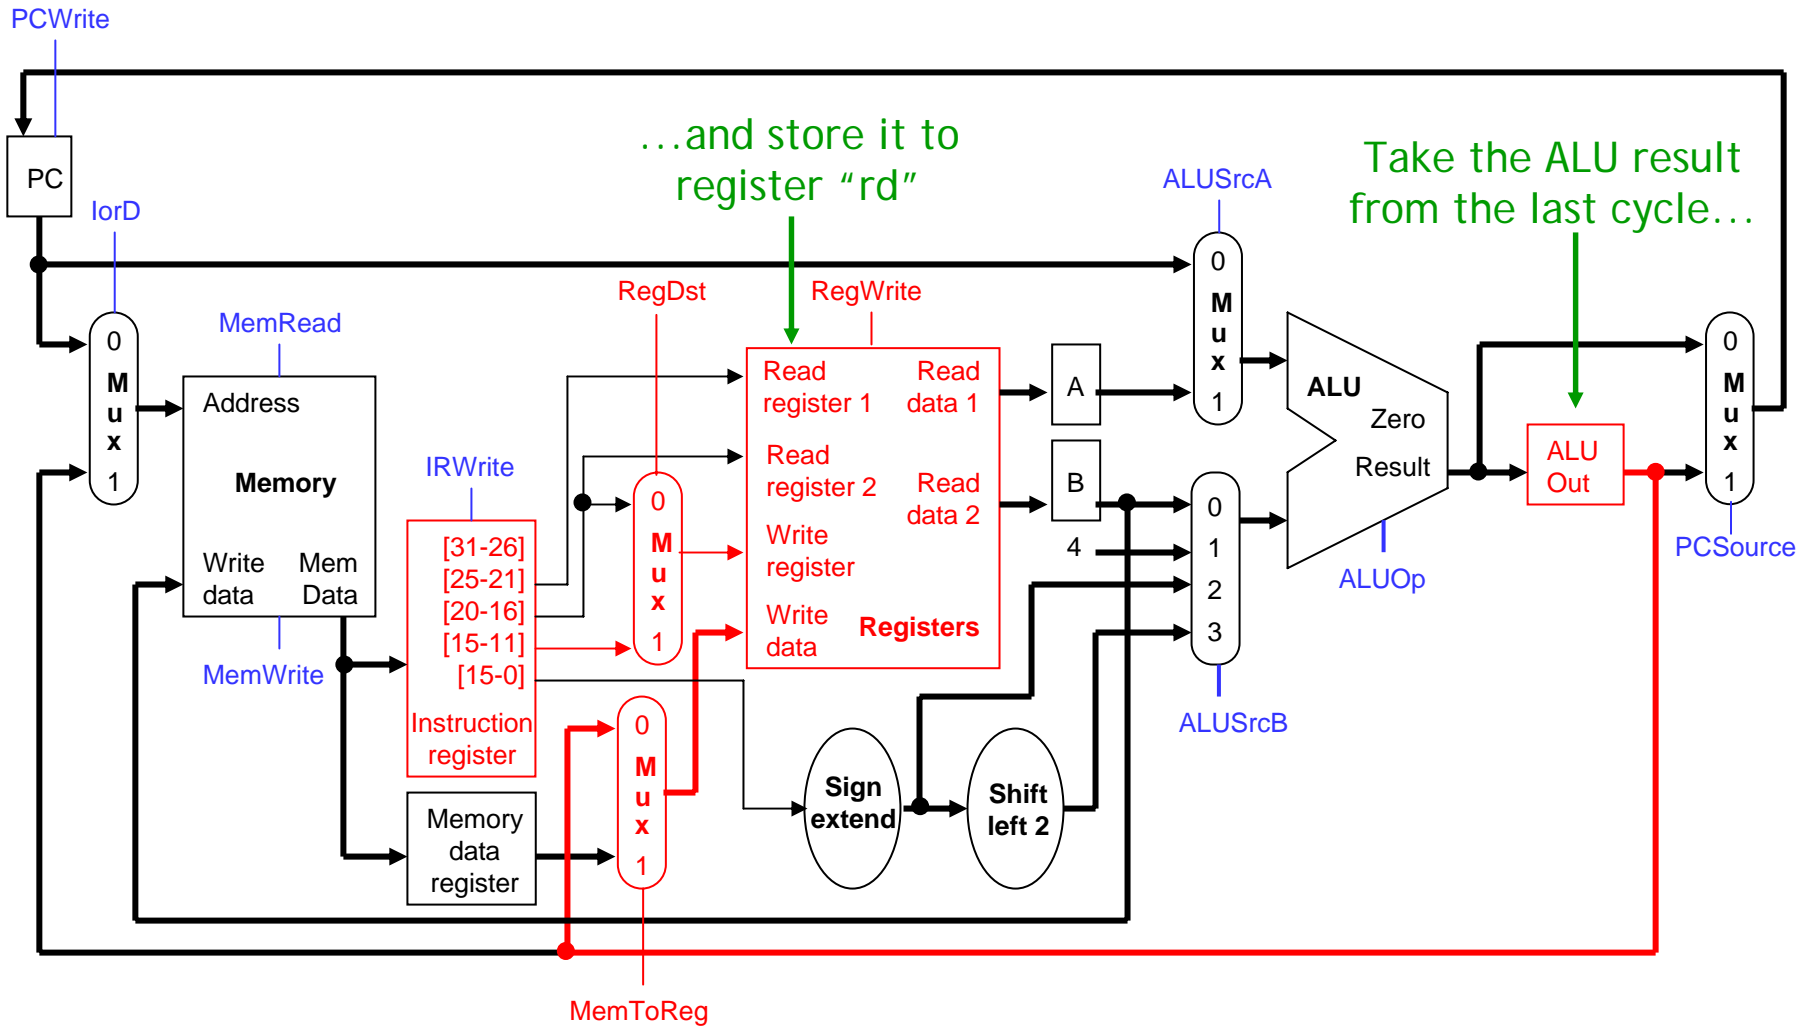 PCWrite
PC
IorD
0
M
u
x
1
MemRead
Address
Memory
Write
data
Mem
Data
MemWrite
IRWrite
[31-26]
[25-21]
[20-16]
[15-11]
[15-0]
Instruction
register
Memory
data
register
RegDst
0
M
u
x
1
0
M
u
x
1
MemToReg
…and store it to
register “rd”
RegWrite
Read
register 1
Read
data 1
Read
register 2
Read
data 2
Write
register
Write
data
Registers
Sign
extend
Shift
left 2
A
B
4
ALUSrcA
0
M
u
x
1
0
1
2
3
ALUSrcB
ALU
Zero
Result
ALUOp
Take the ALU result
from the last cycle…
ALU
Out
0
M
u
x
1
PCSource